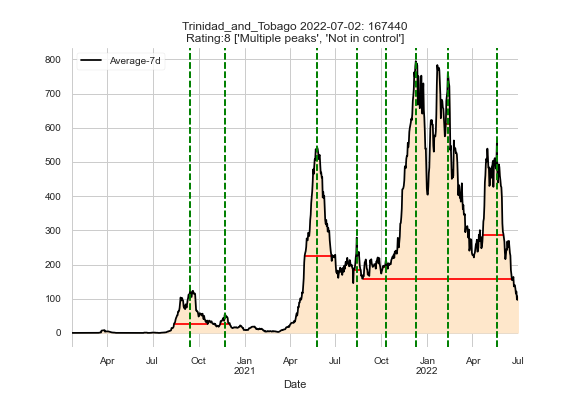 Trinidad_and_Tobago 2022-07-02: 167440
Rating:8 ['Multiple peaks', 'Not in control']
Average-7d
800
700
600
500
400
300
200
100
0
Apr Jul Oct Jan Apr Jul Oct Jan Apr Jul
2021 2022
Date